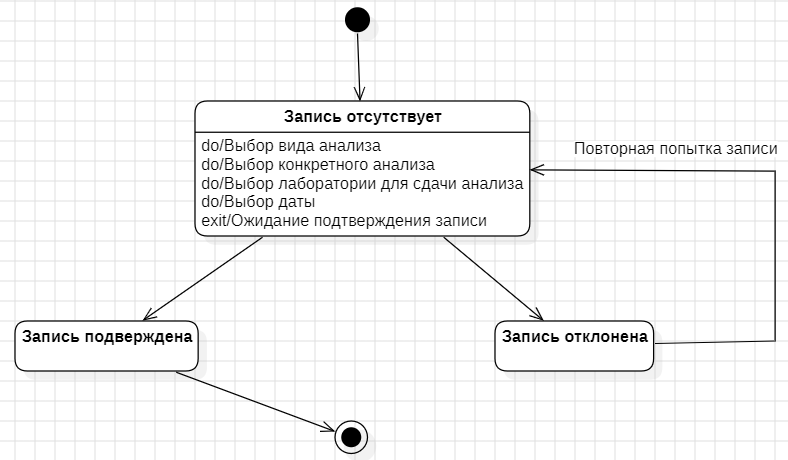 Запись отсутствует
do/Выбор вида анализа
do/Выбор конкретного анализа
do/Выбор лаборатории для сдачи анализа
do/Выбор даты
exit/Ожидание подтверждения записи
Повторная попытка записи
Запись подверждена
Запись отклонена